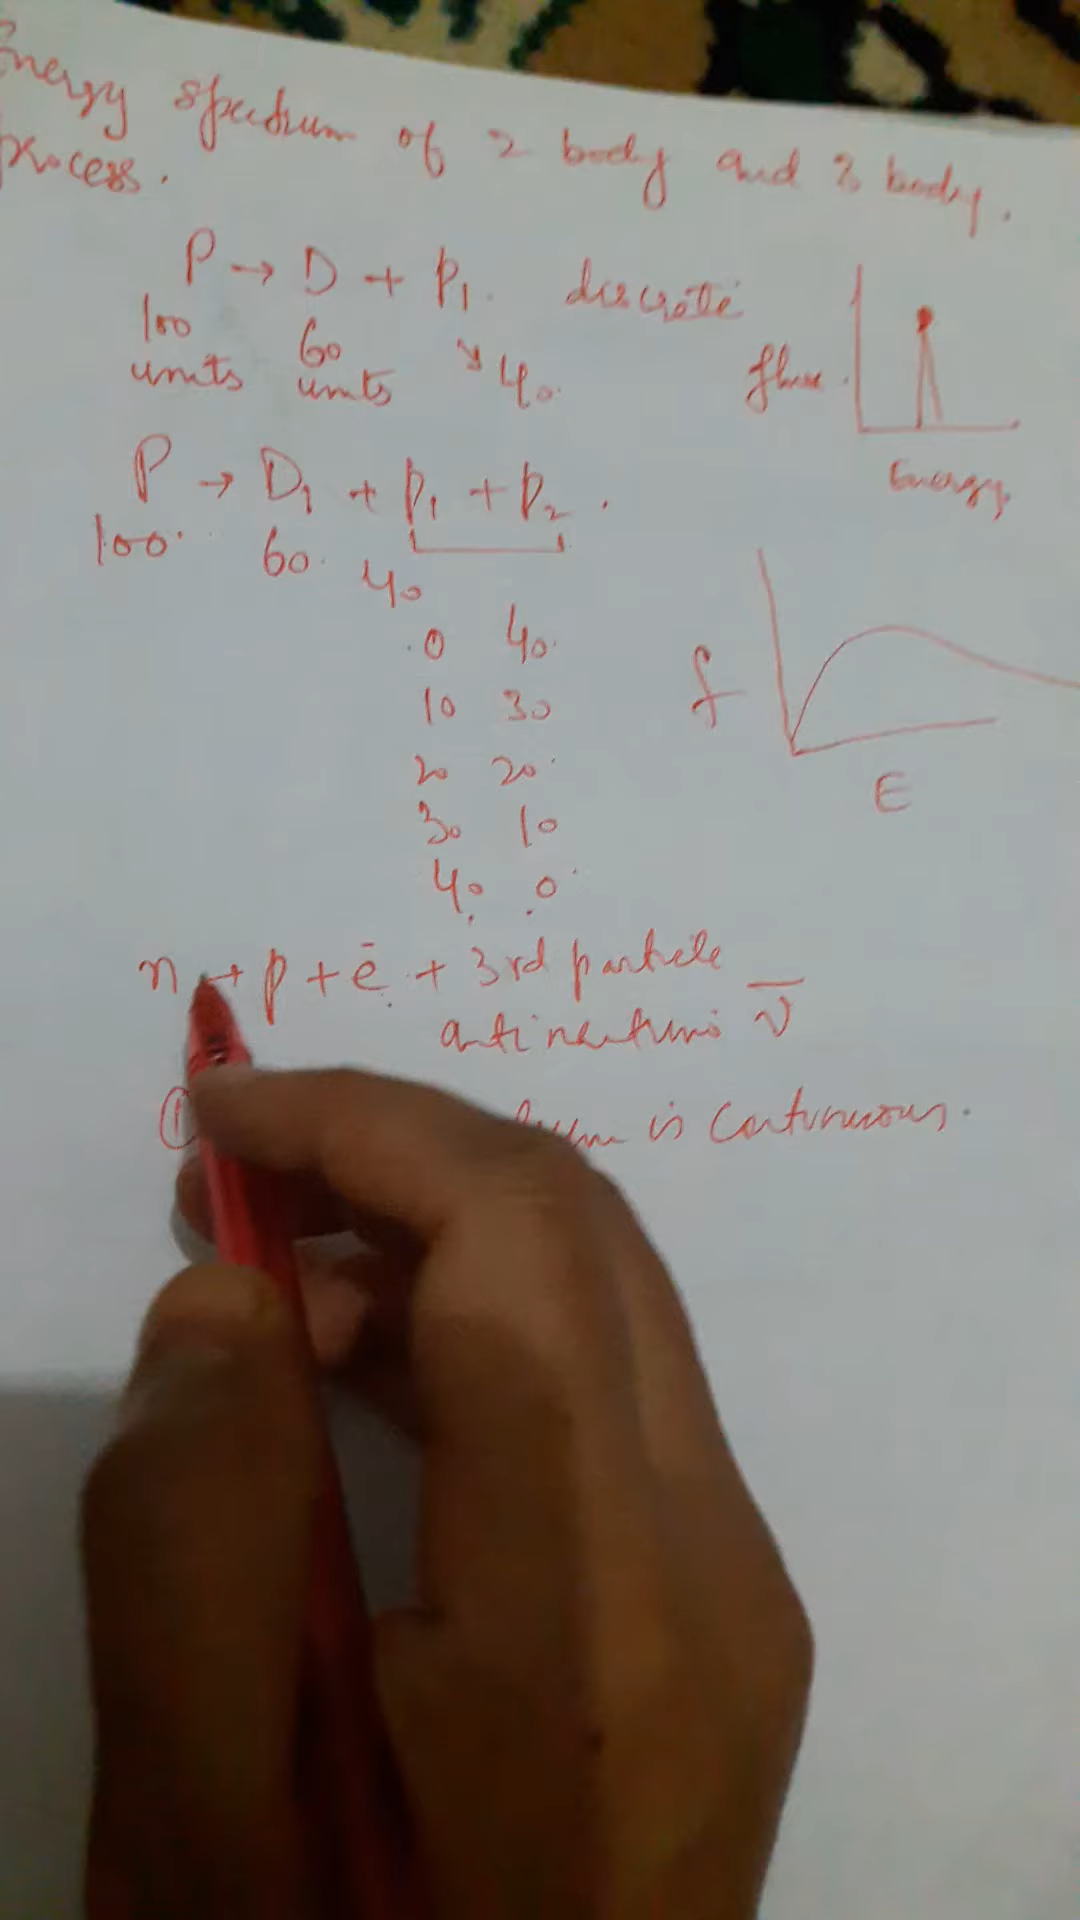 Energy spectrum of 2 body and 3 body
process.
P → D + P₁ discrete
100 units 60 units ↘ 40
flux
Energy
P → D₁ + P₁ + P₂
100 60 40
0 40
10 30
20 20
30 10
40 0
f
E
n → p + ē + 3rd particle
antineutrino ν̄
① is continuous.